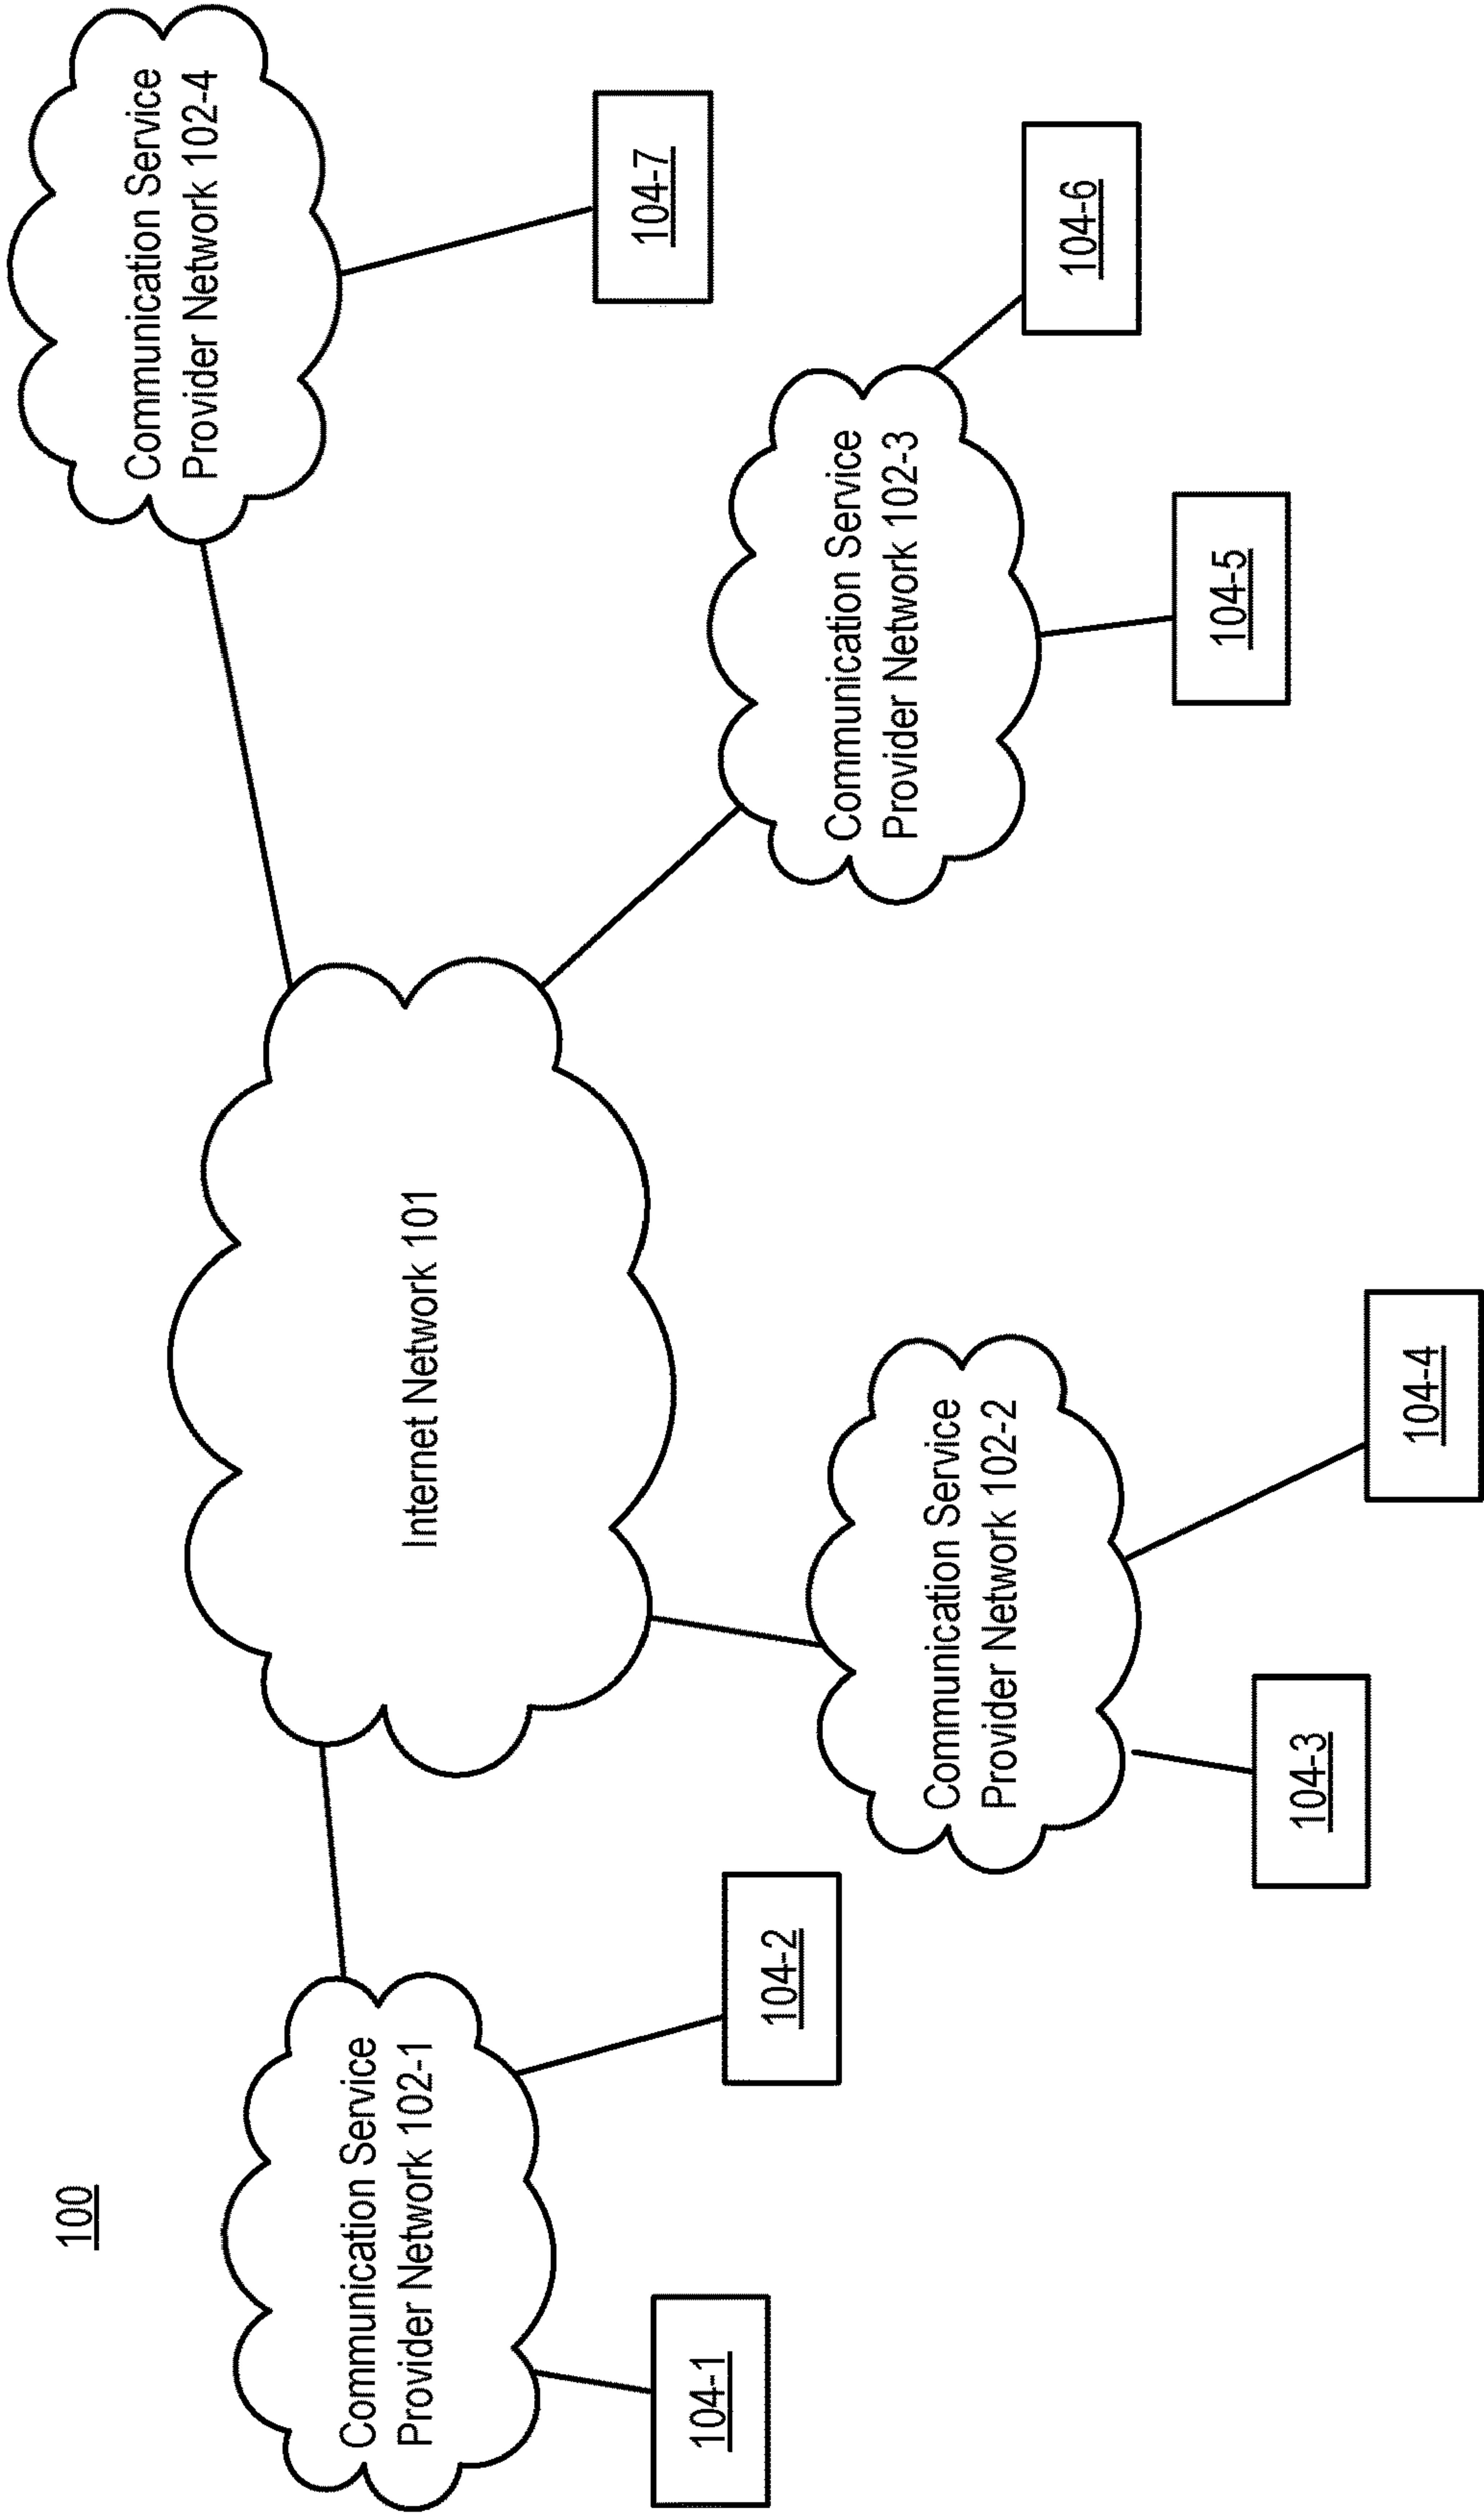 100
Communication Service
Provider Network 102-1
104-1
104-2
Internet Network 101
Communication Service
Provider Network 102-2
104-3
104-4
Communication Service
Provider Network 102-3
104-5
104-6
Communication Service
Provider Network 102-4
104-7